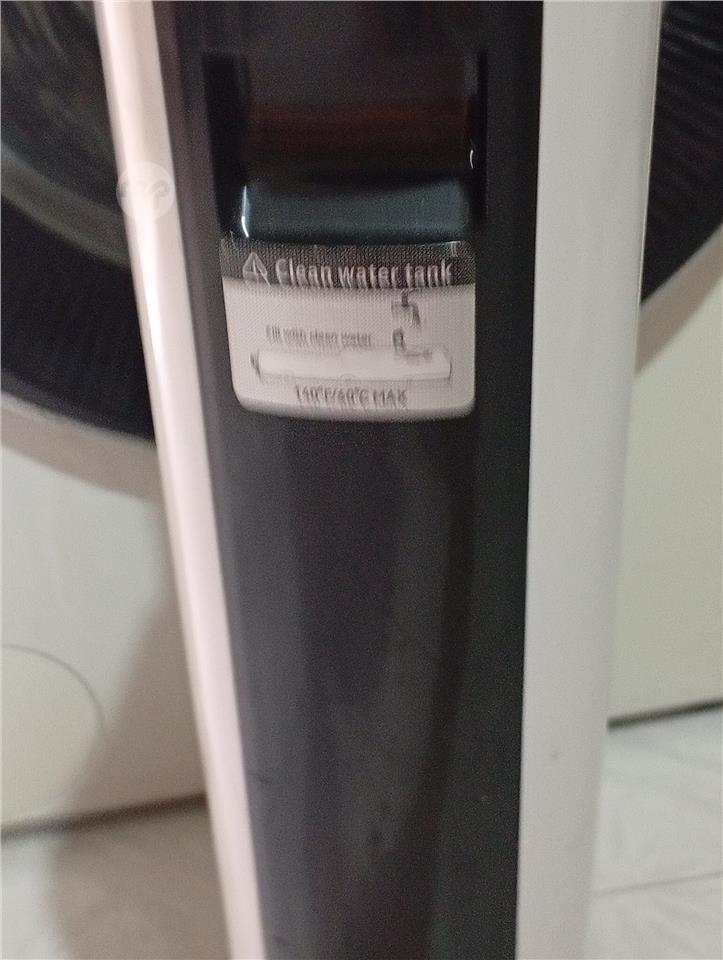 Clean water tank
Fill with clean water
140°F/60°C MAX